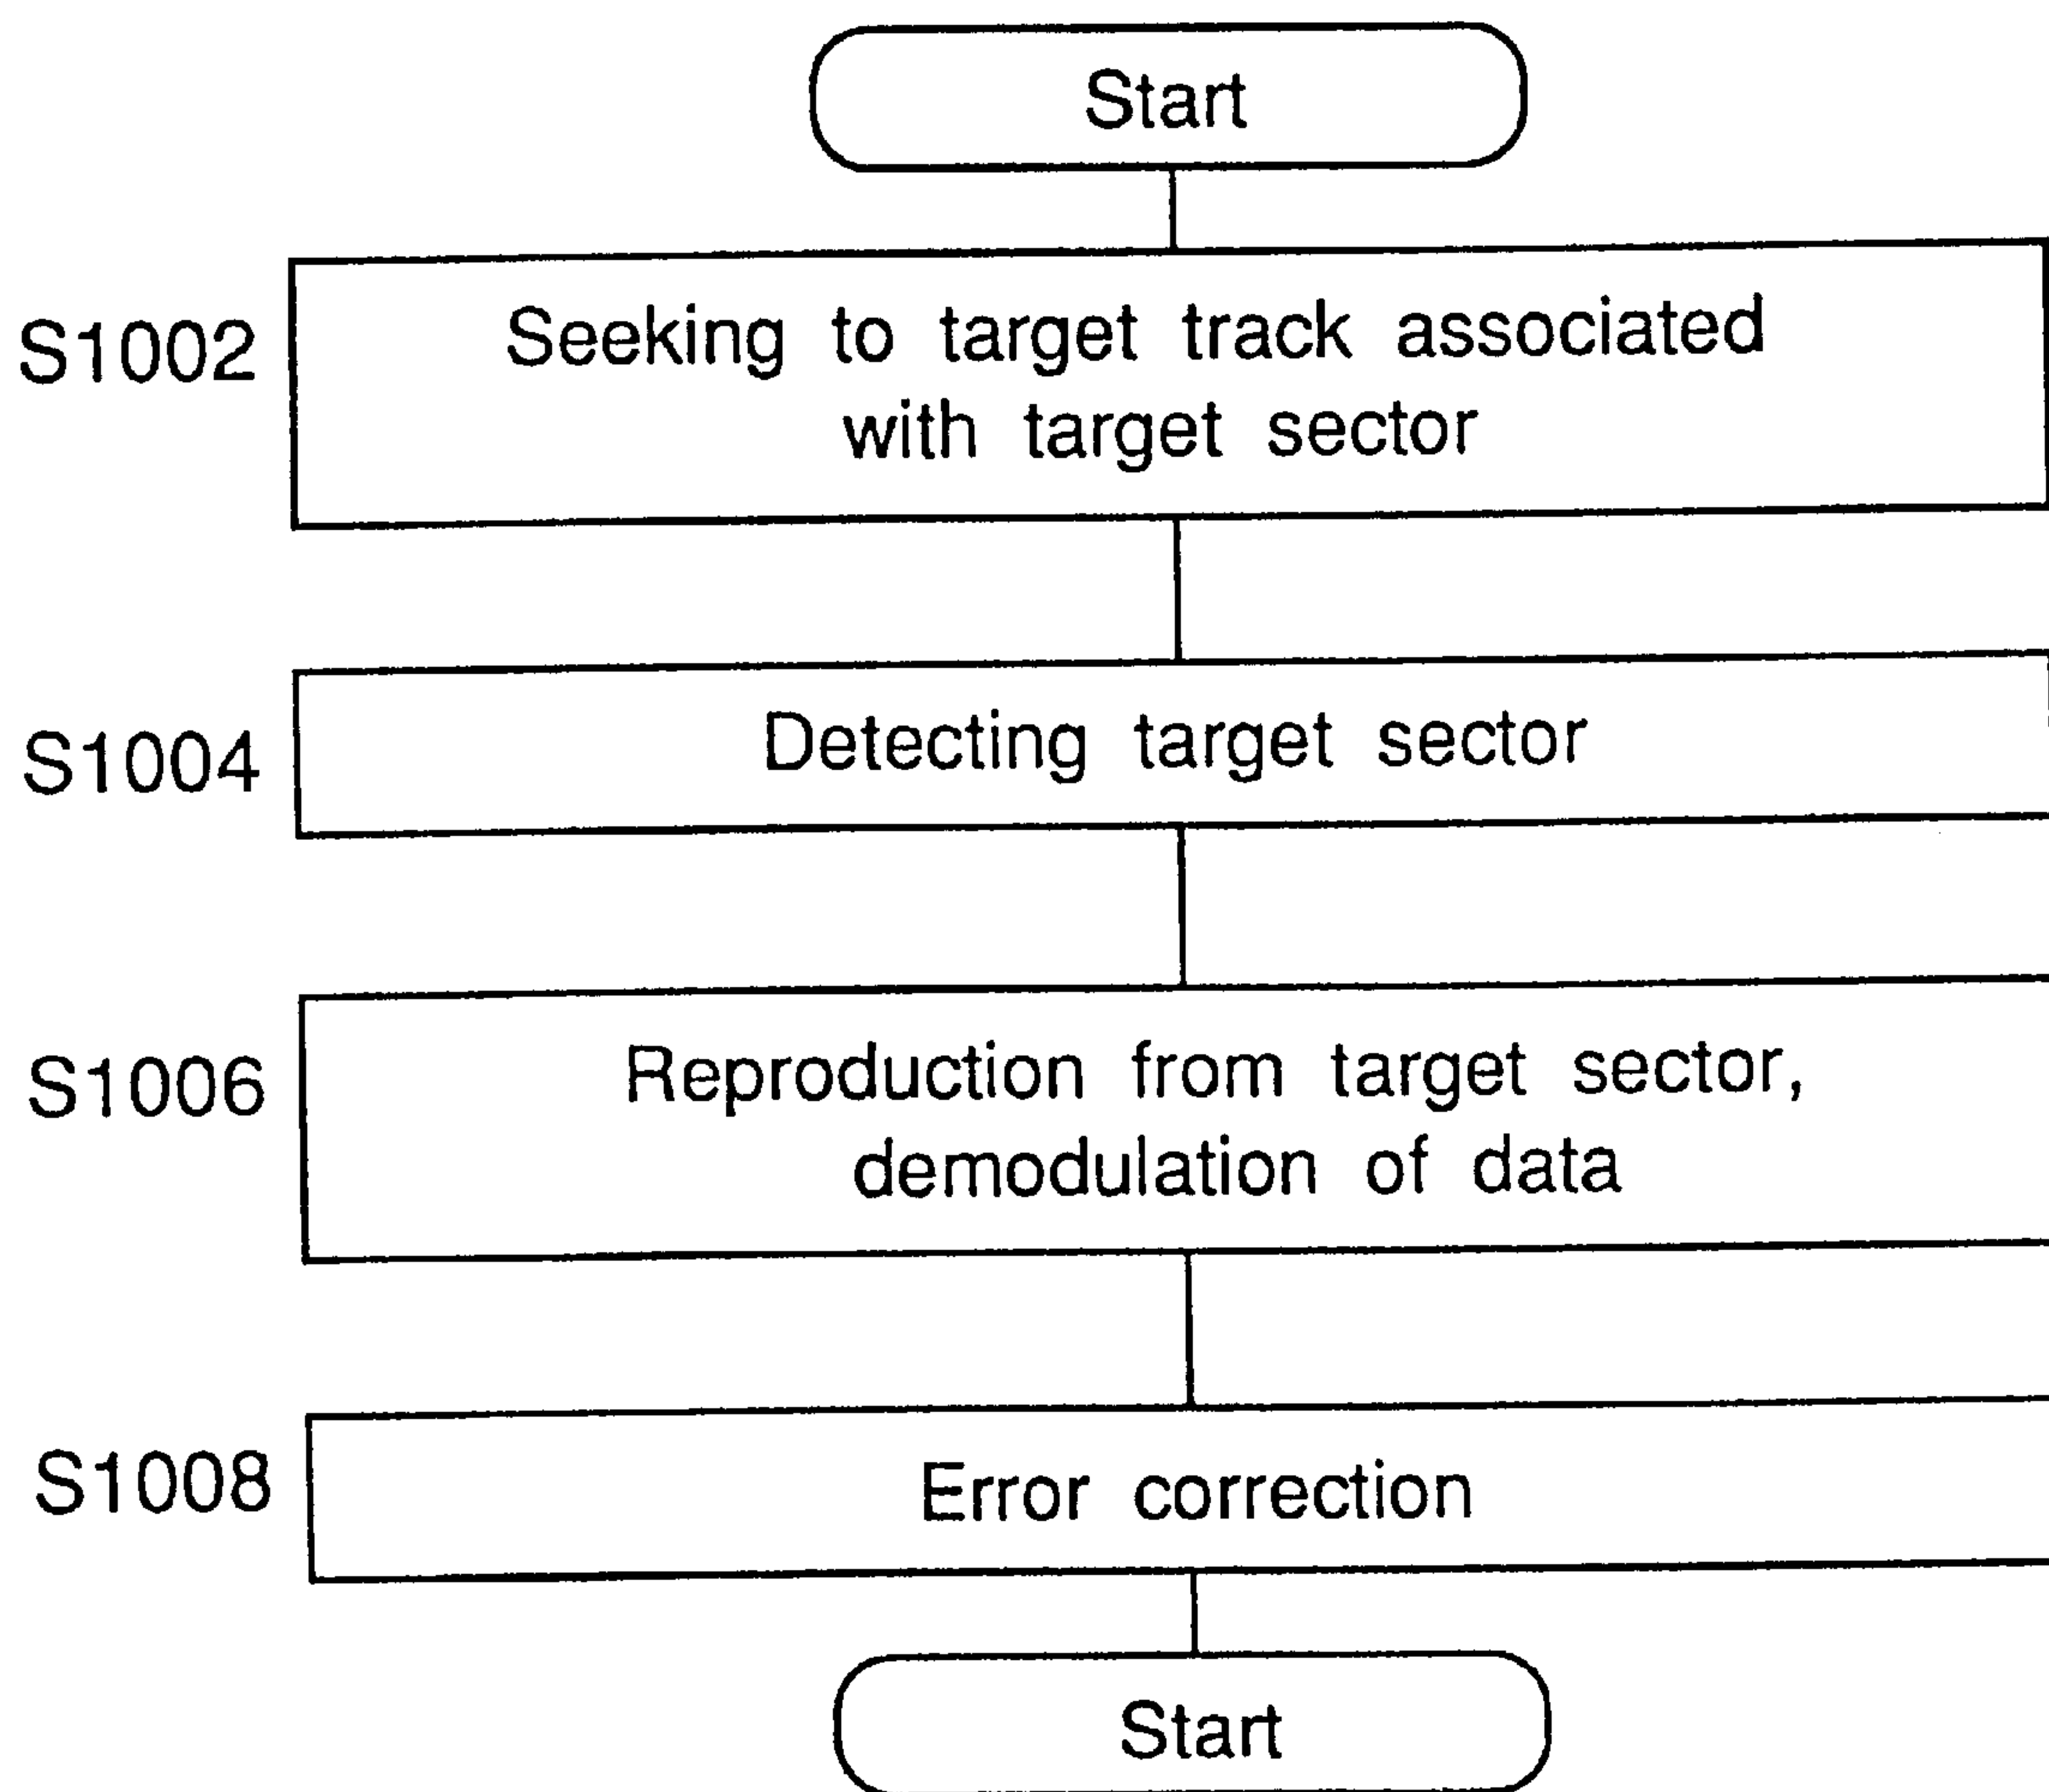 Start
S1002
Seeking to target track associated
with target sector
S1004
Detecting target sector
S1006
Reproduction from target sector,
demodulation of data
S1008
Error correction
Start